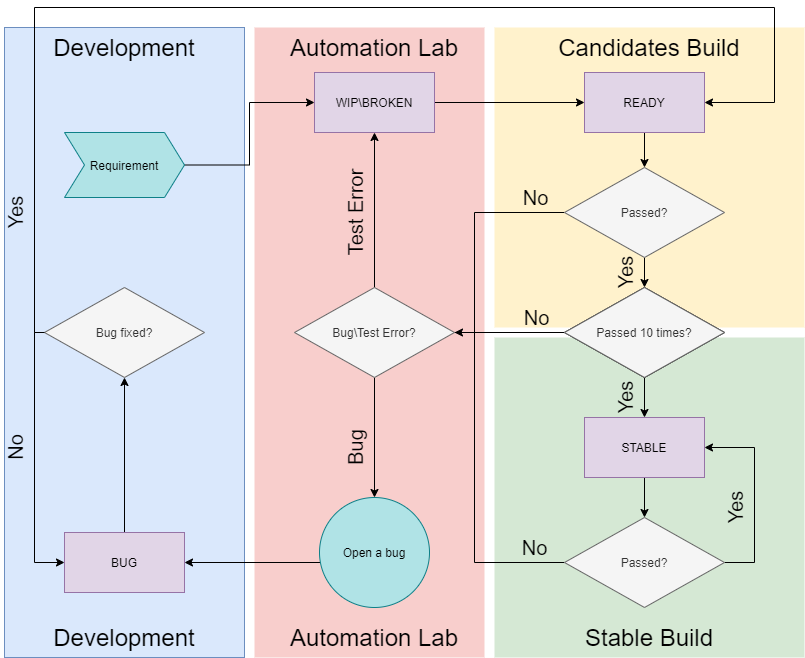 Development
Automation Lab
Candidates Build
WIP\BROKEN
READY
Requirement
Yes
Test Error
No
Passed?
Yes
Bug fixed?
Bug\Test Error?
No
Passed 10 times?
Yes
No
Bug
STABLE
Yes
Open a bug
BUG
No
Passed?
Development
Automation Lab
Stable Build